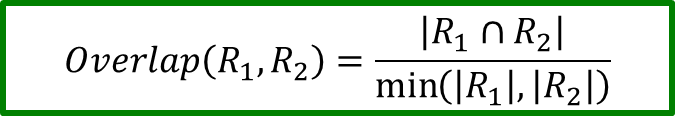 Overlap(R₁, R₂) = |R₁ ∩ R₂| / min(|R₁|, |R₂|)